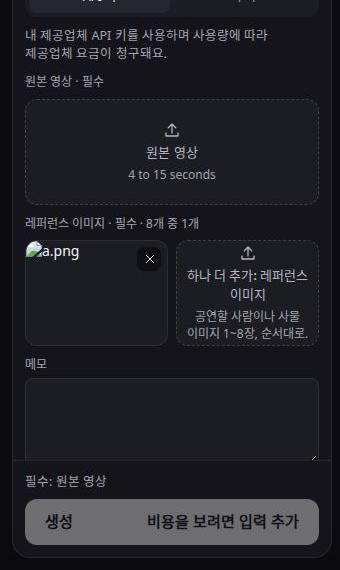 내 제공업체 API 키를 사용하며 사용량에 따라
제공업체 요금이 청구돼요.
원본 영상 · 필수
원본 영상
4 to 15 seconds
레퍼런스 이미지 · 필수 · 8개 중 1개
a.png
하나 더 추가: 레퍼런스
이미지
공연할 사람이나 사물
이미지 1~8장, 순서대로.
메모
필수: 원본 영상
생성 비용을 보려면 입력 추가